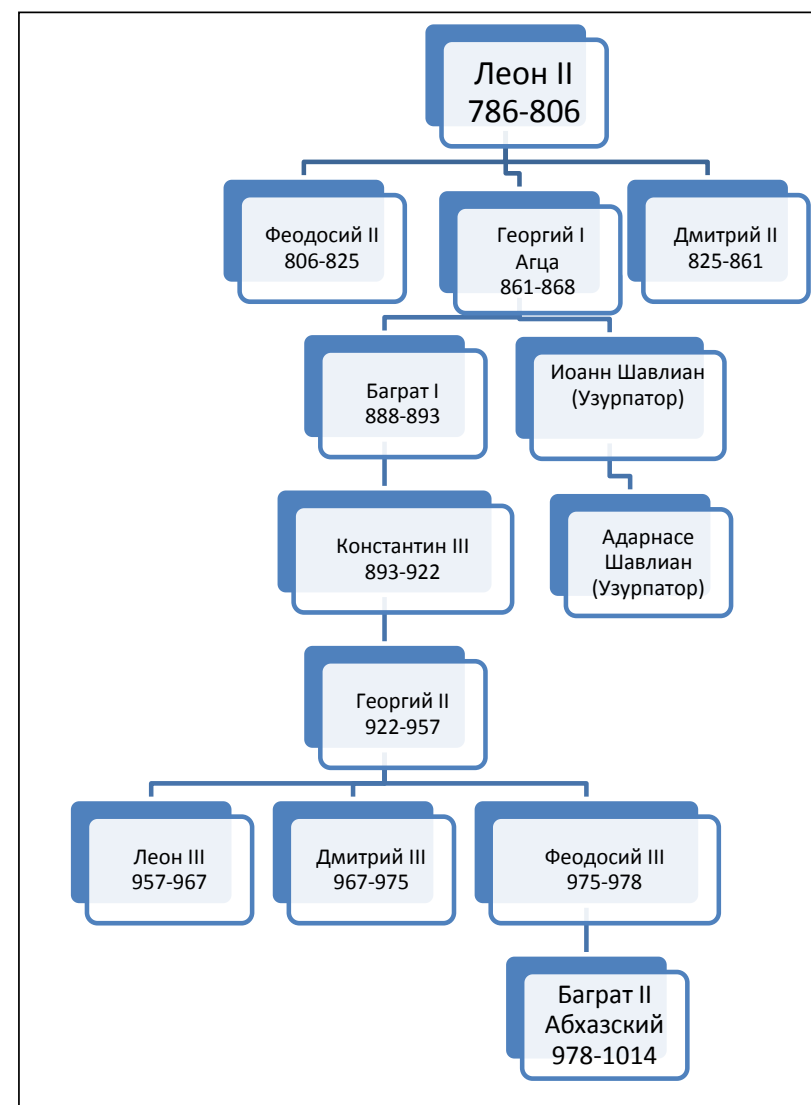 Леон II
786-806
Феодосий II
806-825
Георгий I
Агца
861-868
Дмитрий II
825-861
Баграт I
888-893
Иоанн Шавлиан
(Узурпатор)
Константин III
893-922
Адарнасе
Шавлиан
(Узурпатор)
Георгий II
922-957
Леон III
957-967
Дмитрий III
967-975
Феодосий III
975-978
Баграт II
Абхазский
978-1014